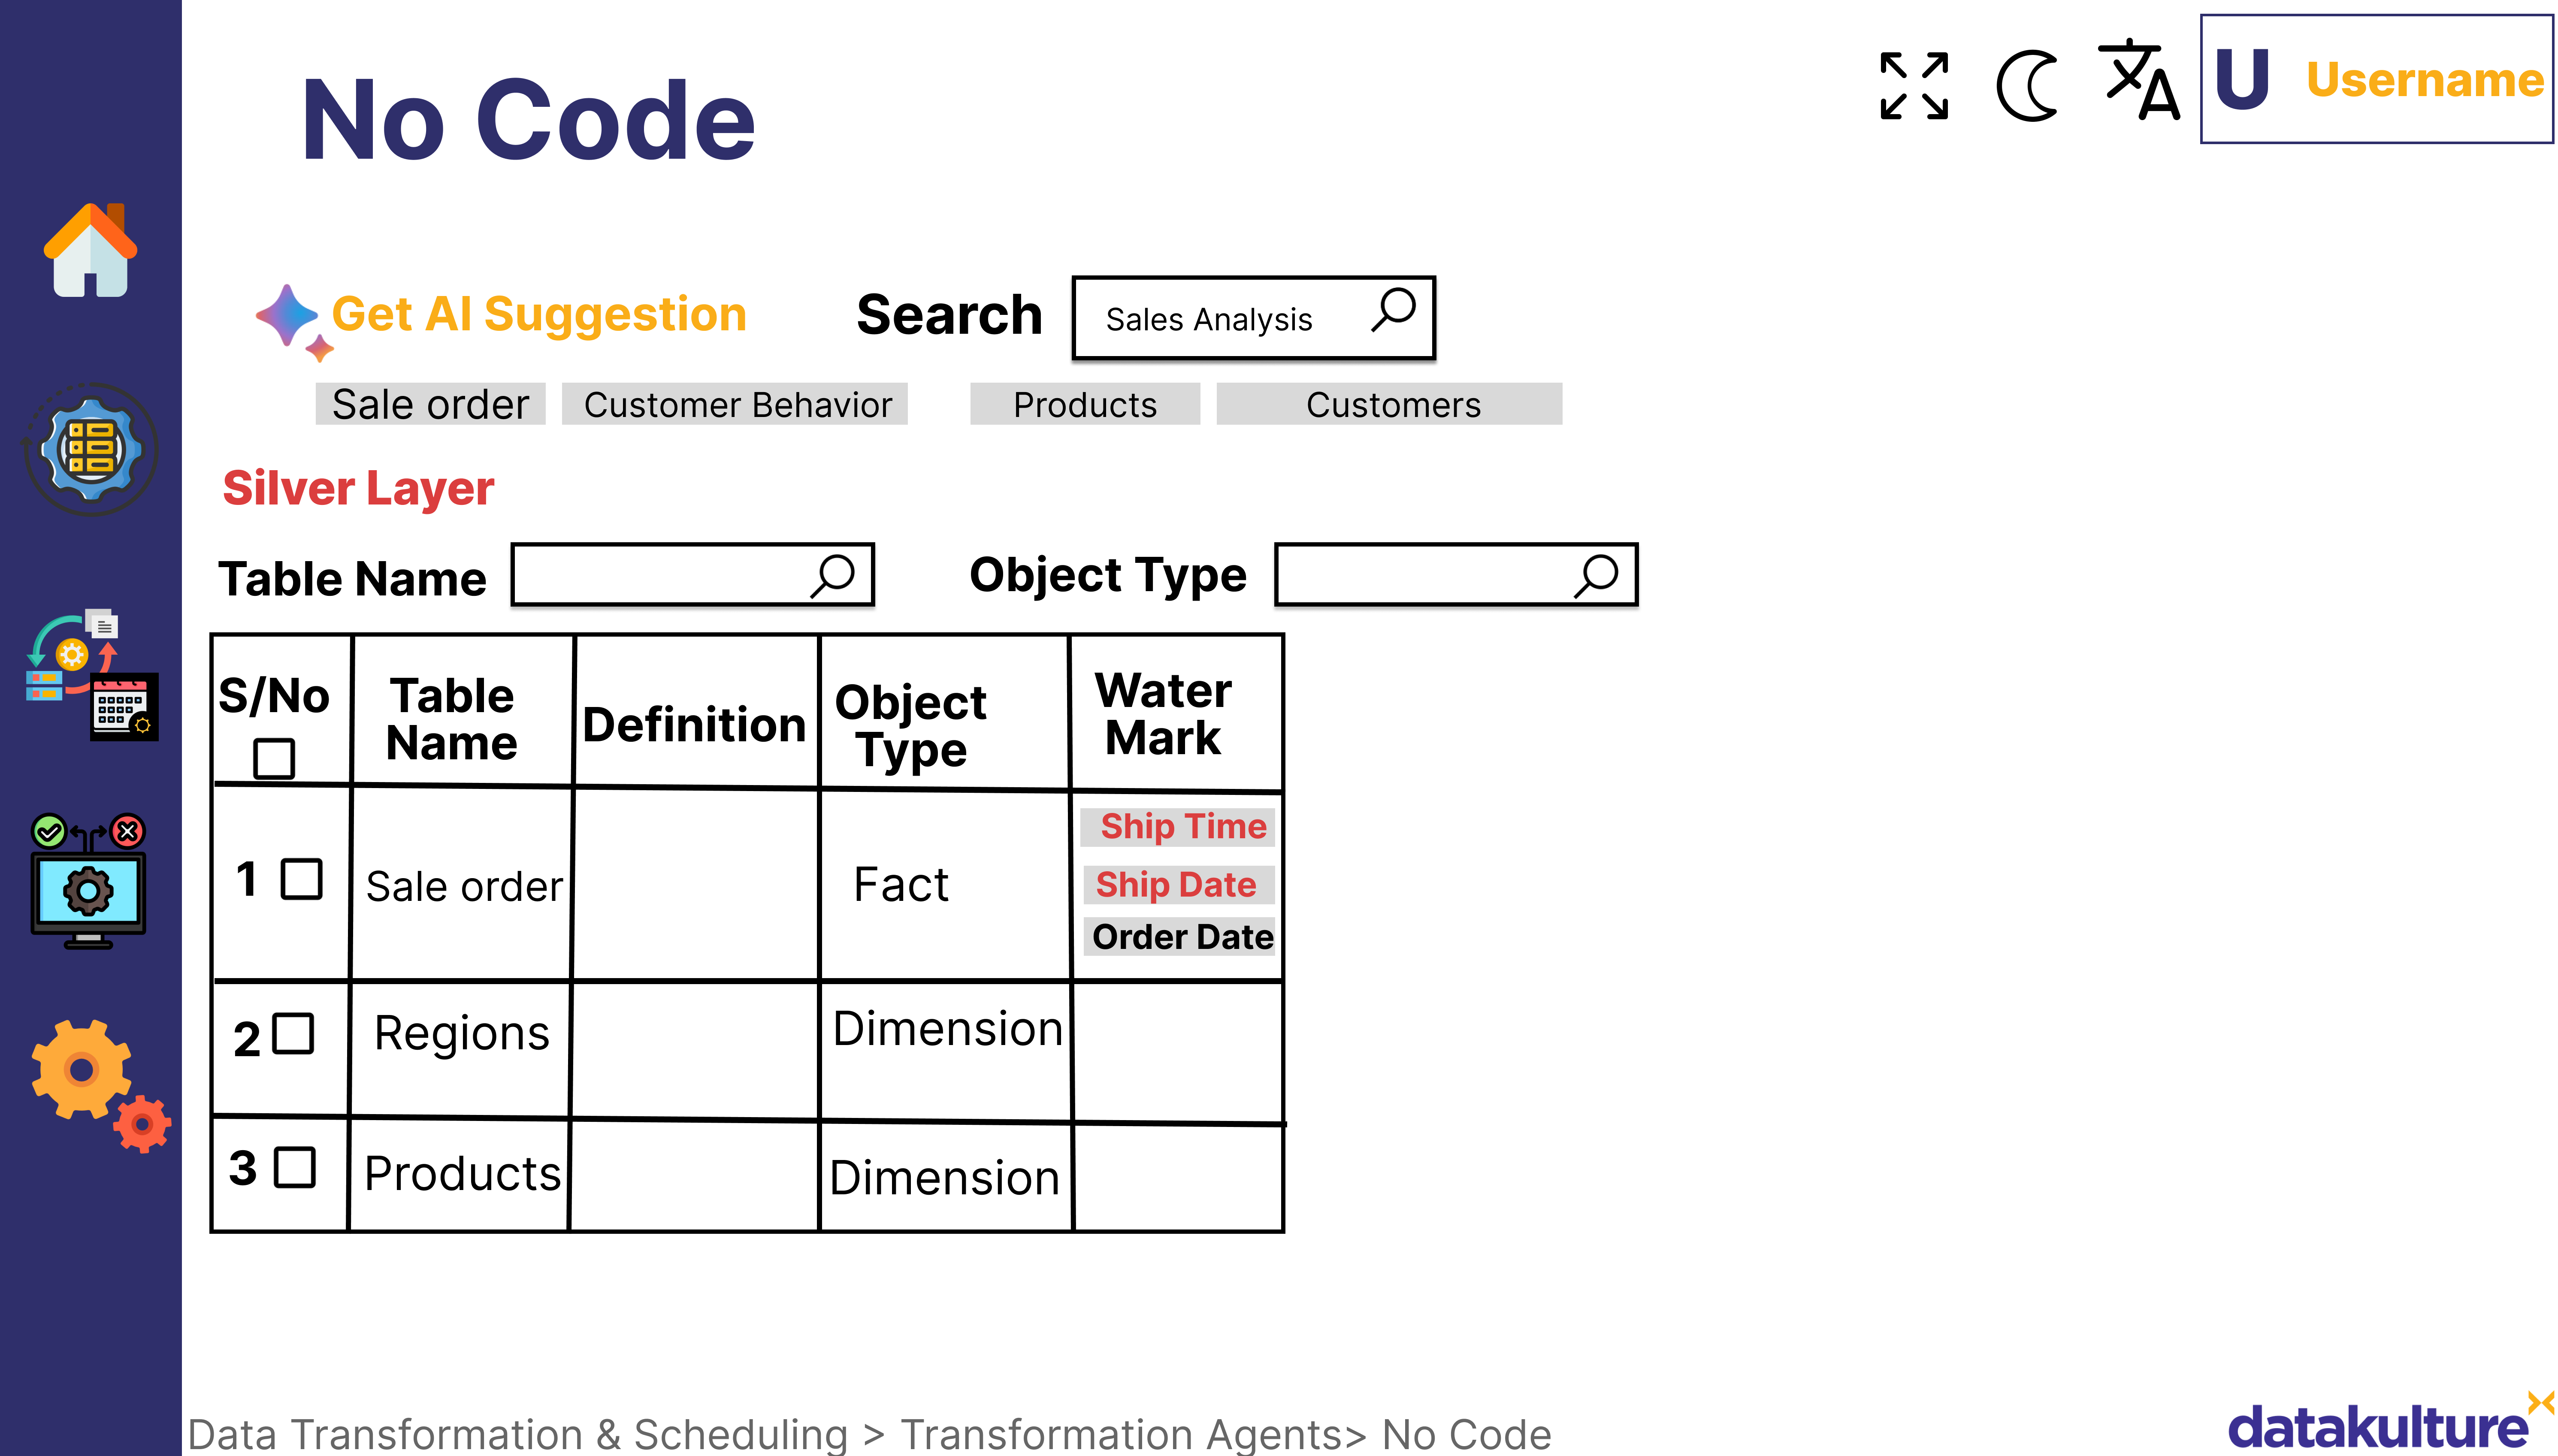 No Code
U Username
Get AI Suggestion
Search
Sales Analysis
Sale order
Customer Behavior
Products
Customers
Silver Layer
Table Name
Object Type
S/No
Table Name
Definition
Object Type
Water Mark
1
Sale order
Fact
Ship Time
Ship Date
Order Date
2
Regions
Dimension
3
Products
Dimension
Data Transformation & Scheduling > Transformation Agents> No Code
datakulture